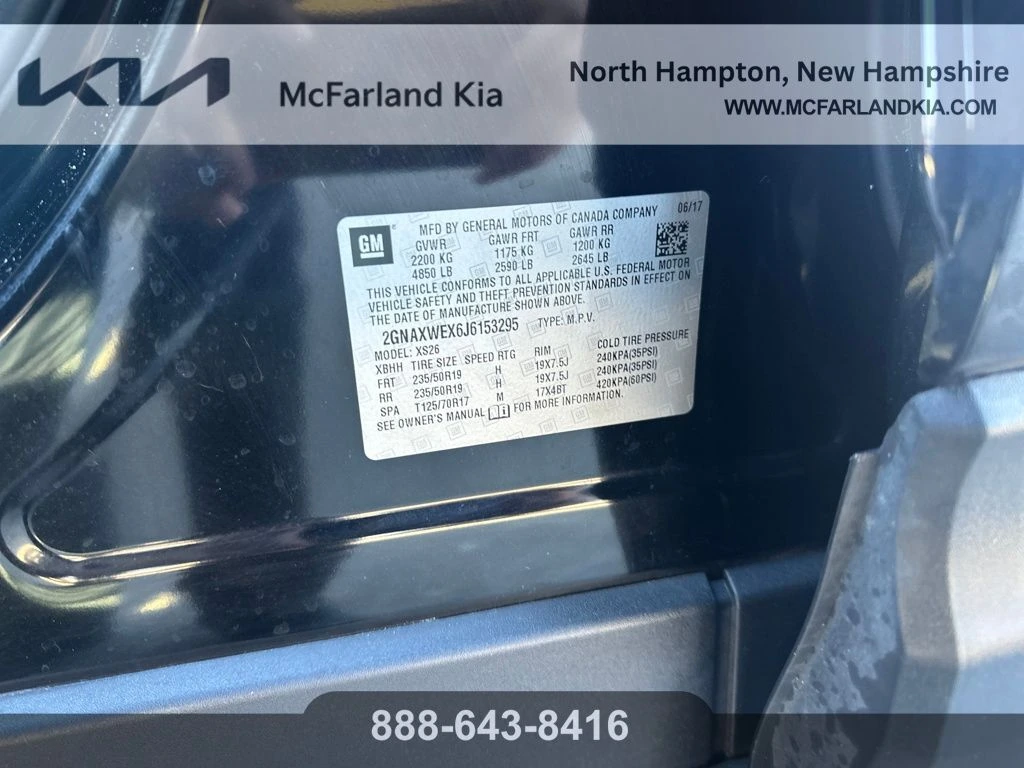 KIA
McFarland Kia
North Hampton, New Hampshire
WWW.MCFARLANDKIA.COM
GM
MFD BY GENERAL MOTORS OF CANADA COMPANY 06/17
GVWR GAWR FRT GAWR RR
2200 KG 1175 KG 1200 KG
4850 LB 2590 LB 2645 LB
THIS VEHICLE CONFORMS TO ALL APPLICABLE U.S. FEDERAL MOTOR
VEHICLE SAFETY AND THEFT PREVENTION STANDARDS IN EFFECT ON
THE DATE OF MANUFACTURE SHOWN ABOVE.
2GNAXWEX6J6153295 TYPE: M.P.V.
MODEL: XS26
XBHH TIRE SIZE SPEED RTG RIM COLD TIRE PRESSURE
FRT 235/50R19 H 19X7.5J 240KPA(35PSI)
RR 235/50R19 H 19X7.5J 240KPA(35PSI)
SPA T125/70R17 M 17X4BT 420KPA(60PSI)
SEE OWNER'S MANUAL FOR MORE INFORMATION.
888-643-8416